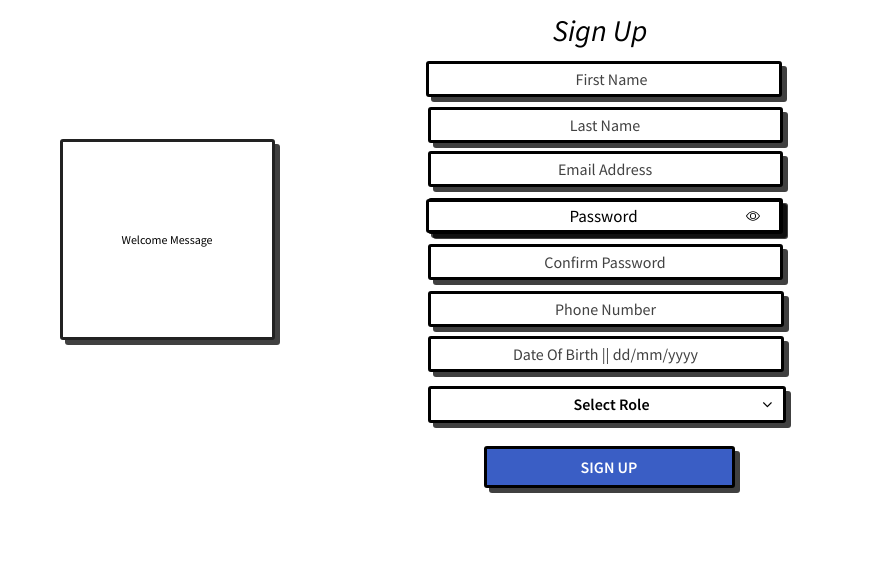 Sign Up
First Name
Last Name
Email Address
Password
Confirm Password
Phone Number
Date Of Birth || dd/mm/yyyy
Select Role
SIGN UP
Welcome Message